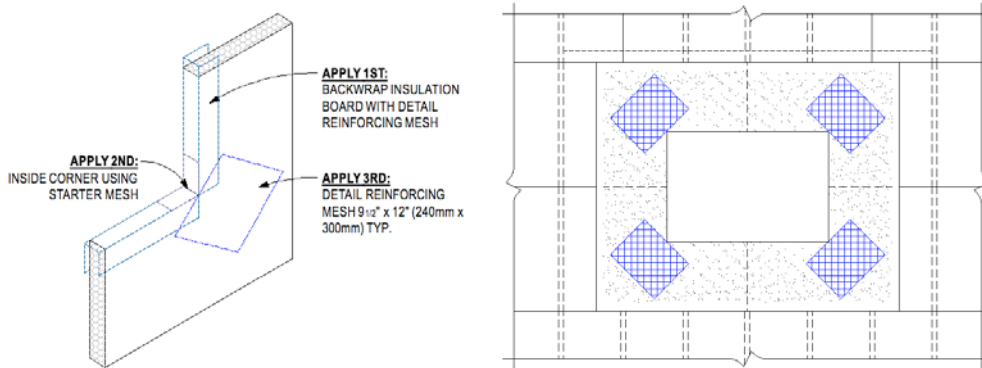 APPLY 1ST:
BACKWRAP INSULATION
BOARD WITH DETAIL
REINFORCING MESH
APPLY 2ND:
INSIDE CORNER USING
STARTER MESH
APPLY 3RD:
DETAIL REINFORCING
MESH 9 1/2" x 12" (240mm x
300mm) TYP.